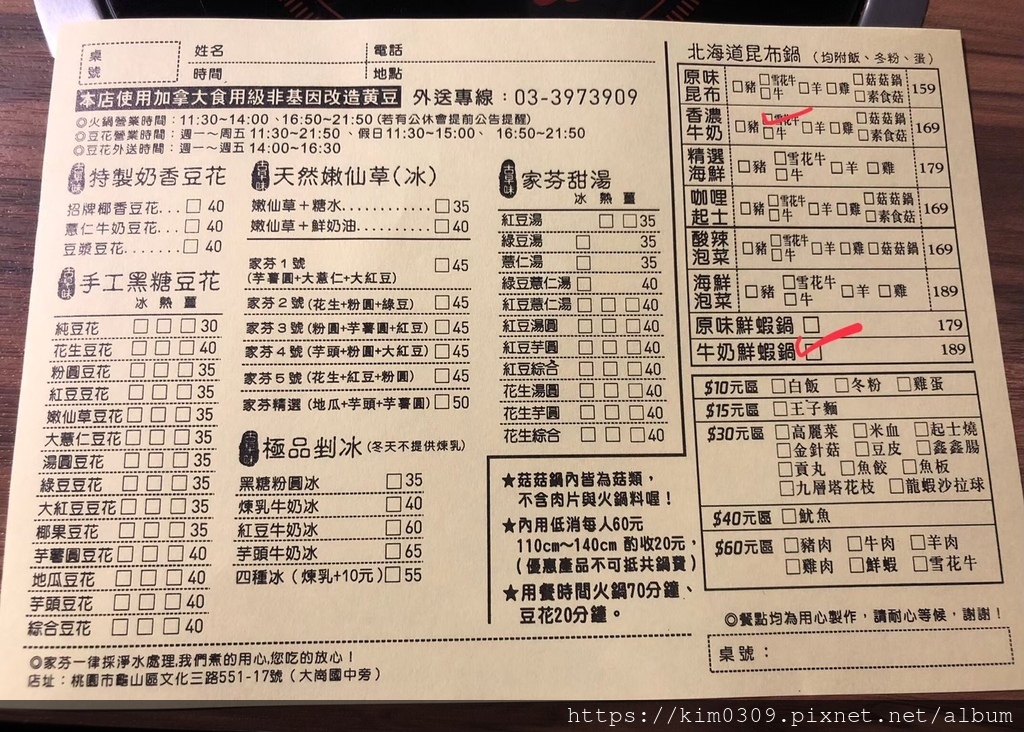 桌號
姓名
電話
時間
地點
本店使用加拿大食用級非基因改造黃豆 外送專線：03-3973909
◎火鍋營業時間：11:30～14:00、16:50～21:50（若有公休會提前公告提醒）
◎豆花營業時間：週一～周五 11:30～21:50、假日11:30～15:00、 16:50～21:50
◎豆花外送時間：週一～週五 14:00～16:30
古早味 特製奶香豆花
招牌椰香豆花...□ 40
薏仁牛奶豆花...□ 40
豆漿豆花........□ 40
古早味 手工黑糖豆花
冰 熱 薑
純豆花 □□□30
花生豆花 □□□40
粉圓豆花 □□□35
紅豆豆花 □□□35
嫩仙草豆花□□□35
大薏仁豆花□□□35
湯圓豆花 □□□35
綠豆豆花 □□□35
大紅豆豆花□□□35
椰果豆花 □□□35
芋薯圓豆花□□□40
地瓜豆花 □□□40
芋頭豆花 □□□40
綜合豆花 □□□40
古早味 天然嫩仙草(冰)
嫩仙草＋糖水............□35
嫩仙草＋鮮奶油..........□40
家芬１號 □45
(芋薯圓+大薏仁+大紅豆)
家芬２號 (花生+粉圓+綠豆) □45
家芬３號 (粉圓+芋薯圓+紅豆) □45
家芬４號 (芋頭+粉圓+大紅豆) □45
家芬５號 (花生+紅豆+粉圓) □45
家芬精選 (地瓜+芋頭+芋薯圓) □50
古早味 極品剉冰 (冬天不提供煉乳)
黑糖粉圓冰 □35
煉乳牛奶冰 □40
紅豆牛奶冰 □60
芋頭牛奶冰 □65
四種冰（煉乳+10元）□55
古早味 家芬甜湯
冰 熱 薑
紅豆湯 □□□35
綠豆湯 □ 35
薏仁湯 □ 35
綠豆薏仁湯 □ 40
紅豆薏仁湯 □□□40
紅豆湯圓 □□□40
紅豆芋圓 □□□40
紅豆綜合 □□□40
花生湯圓 □□□40
花生芋圓 □□□40
花生綜合 □□□40
★菇菇鍋內皆為菇類，
不含肉片與火鍋料喔！
★內用低消每人60元
110cm～140cm 酌收20元，
（優惠產品不可抵共鍋費）
★用餐時間火鍋70分鐘、
豆花20分鐘。
北海道昆布鍋（均附飯、冬粉、蛋）
原味昆布 □豬 □雪花牛 □牛 □羊 □雞 □菇菇鍋 □素食菇 159
香濃牛奶 □豬 □雪花牛 □牛 □羊 □雞 □菇菇鍋 □素食菇 169
精選海鮮 □豬 □雪花牛 □牛 □羊 □雞 179
咖哩起士 □豬 □雪花牛 □牛 □羊 □雞 □菇菇鍋 □素食菇 169
酸辣泡菜 □豬 □雪花牛 □牛 □羊 □雞 □菇菇鍋 169
海鮮泡菜 □豬 □雪花牛 □牛 □羊 □雞 189
原味鮮蝦鍋 □ 179
牛奶鮮蝦鍋 □ 189
$10元區 □白飯 □冬粉 □雞蛋
$15元區 □王子麵
$30元區 □高麗菜 □米血 □起士燒
□金針菇 □豆皮 □鑫鑫腸
□貢丸 □魚餃 □魚板
□九層塔花枝 □龍蝦沙拉球
$40元區 □魷魚
$60元區 □豬肉 □牛肉 □羊肉
□雞肉 □鮮蝦 □雪花牛
◎餐點均為用心製作，請耐心等候，謝謝！
桌號：
◎家芬一律採淨水處理,我們煮的用心,您吃的放心！
店址：桃園市龜山區文化三路551-17號（大崗國中旁）
https://kim0309.pixnet.net/album